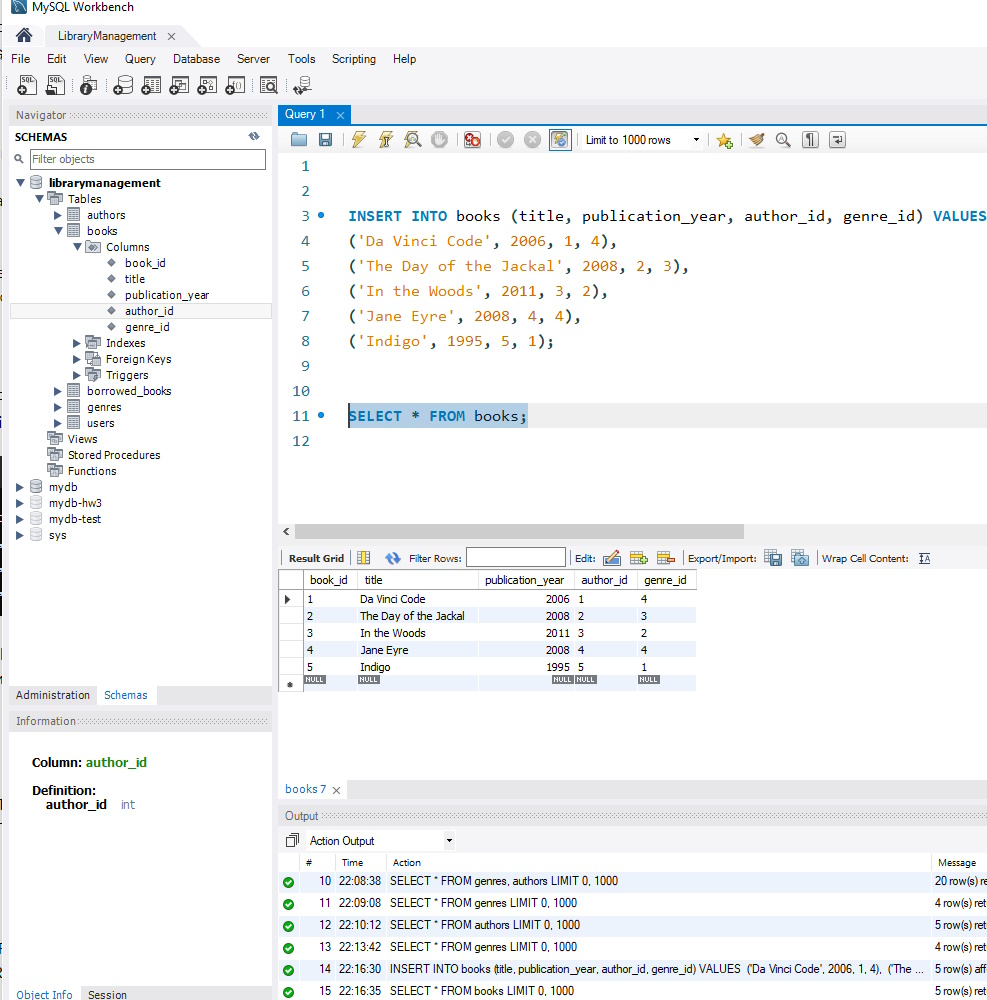 MySQL Workbench
LibraryManagement
File Edit View Query Database Server Tools Scripting Help
Navigator
SCHEMAS
Filter objects
librarymanagement
Tables
authors
books
Columns
book_id
title
publication_year
author_id
genre_id
Indexes
Foreign Keys
Triggers
borrowed_books
genres
users
Views
Stored Procedures
Functions
mydb
mydb-hw3
mydb-test
sys
Administration Schemas
Information
Column: author_id
Definition:
author_id int
Object Info Session
Query 1
Limit to 1000 rows
1
2
3 INSERT INTO books (title, publication_year, author_id, genre_id) VALUES
4 ('Da Vinci Code', 2006, 1, 4),
5 ('The Day of the Jackal', 2008, 2, 3),
6 ('In the Woods', 2011, 3, 2),
7 ('Jane Eyre', 2008, 4, 4),
8 ('Indigo', 1995, 5, 1);
9
10
11 SELECT * FROM books;
12
Result Grid Filter Rows: Edit: Export/Import: Wrap Cell Content:
book_id title publication_year author_id genre_id
1 Da Vinci Code 2006 1 4
2 The Day of the Jackal 2008 2 3
3 In the Woods 2011 3 2
4 Jane Eyre 2008 4 4
5 Indigo 1995 5 1
NULL NULL NULL NULL NULL
books 7
Output
Action Output
# Time Action Message
10 22:08:38 SELECT * FROM genres, authors LIMIT 0, 1000 20 row(s) ret
11 22:09:08 SELECT * FROM genres LIMIT 0, 1000 4 row(s) ret
12 22:10:12 SELECT * FROM authors LIMIT 0, 1000 5 row(s) ret
13 22:13:42 SELECT * FROM genres LIMIT 0, 1000 4 row(s) ret
14 22:16:30 INSERT INTO books (title, publication_year, author_id, genre_id) VALUES ('Da Vinci Code', 2006, 1, 4), ('The ... 5 row(s) aff
15 22:16:35 SELECT * FROM books LIMIT 0, 1000 5 row(s) ret